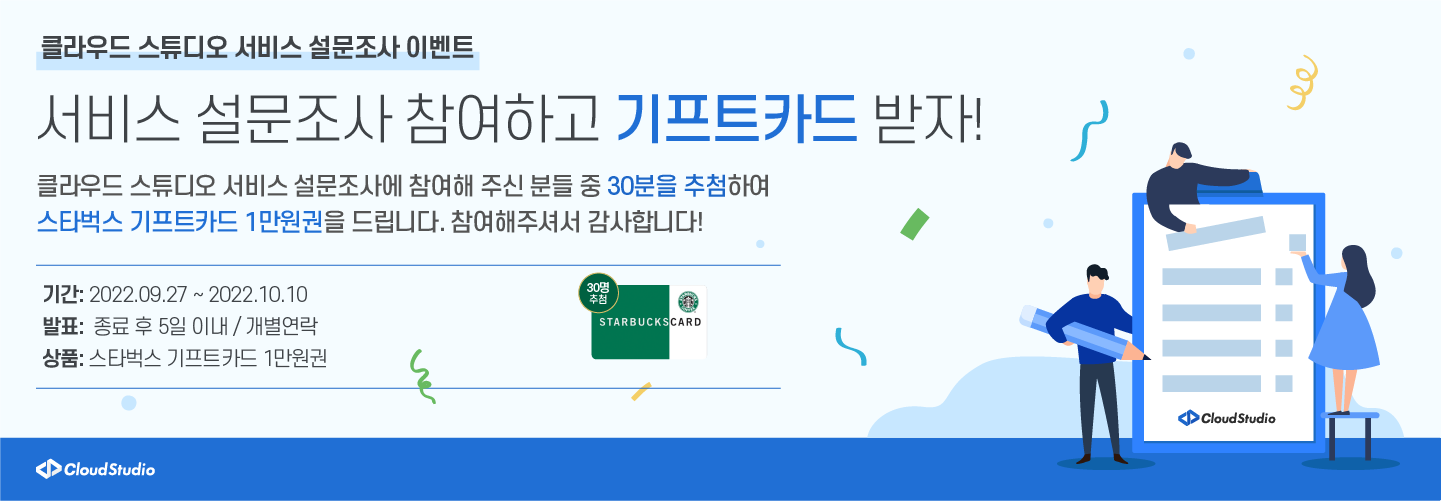 클라우드 스튜디오 서비스 설문조사 이벤트
서비스 설문조사 참여하고 기프트카드 받자!
클라우드 스튜디오 서비스 설문조사에 참여해 주신 분들 중 30분을 추첨하여
스타벅스 기프트카드 1만원권을 드립니다. 참여해주셔서 감사합니다!
기간: 2022.09.27 ~ 2022.10.10
발표: 종료 후 5일 이내 / 개별연락
상품: 스타벅스 기프트카드 1만원권
30명
추첨
STARBUCKSCARD
CloudStudio
CloudStudio